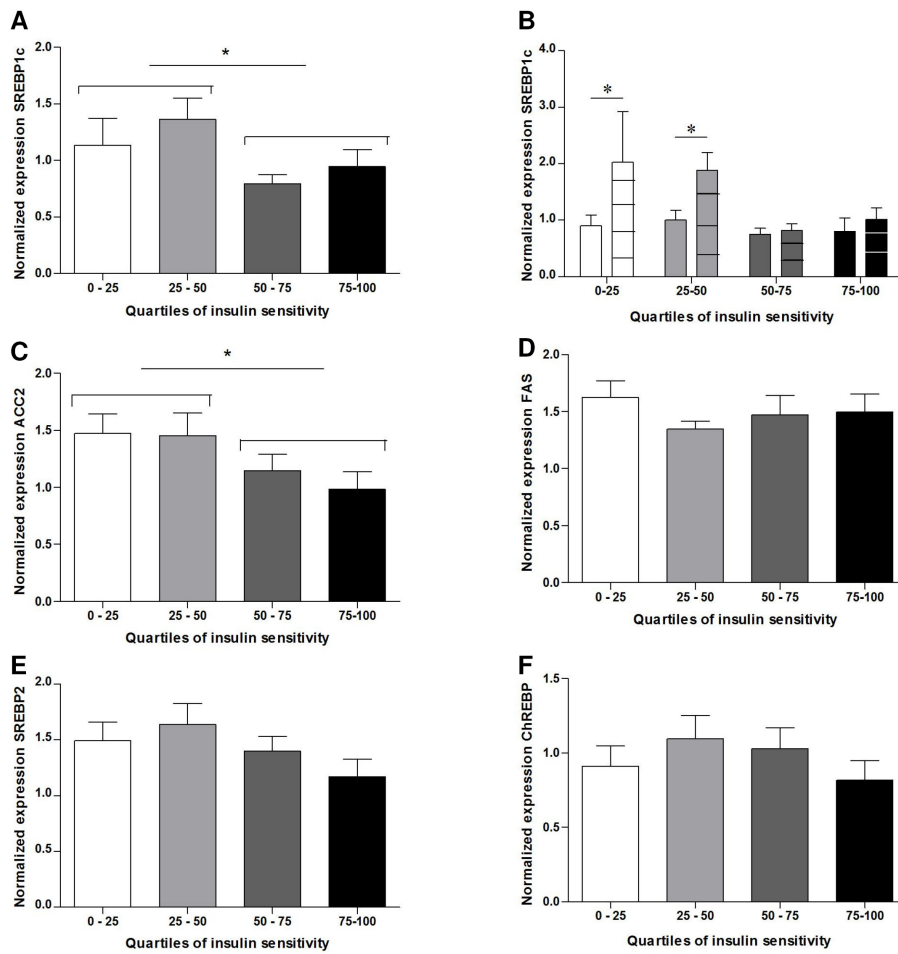 A
Normalized expression SREBP1c
2.0
1.5
1.0
0.5
0.0
*
0 - 25
25 - 50
50 - 75
75-100
Quartiles of insulin sensitivity
B
Normalized expression SREBP1c
4.0
3.0
2.0
1.0
0.0
*
*
0-25
25-50
50-75
75-100
Quartiles of insulin sensitivity
C
Normalized expression ACC2
2.0
1.5
1.0
0.5
0.0
*
0 - 25
25 - 50
50 - 75
75-100
Quartiles of insulin sensitivity
D
Normalized expression FAS
2.0
1.5
1.0
0.5
0.0
0 - 25
25 - 50
50 - 75
75-100
Quartiles of insulin sensitivity
E
Normalized expression SREBP2
2.0
1.5
1.0
0.5
0.0
0 - 25
25 - 50
50 - 75
75-100
Quartiles of insulin sensitivity
F
Normalized expression ChREBP
1.5
1.0
0.5
0.0
0 - 25
25 - 50
50 - 75
75-100
Quartiles of insulin sensitivity